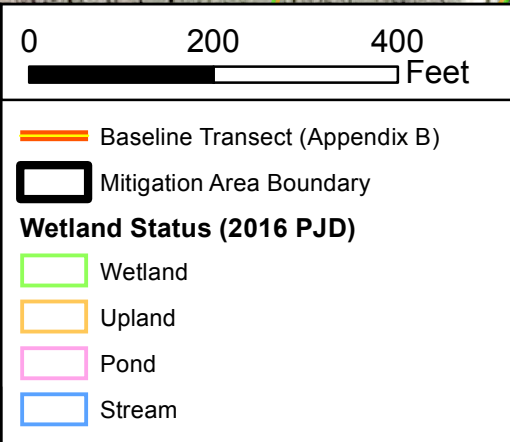 0 200 400
Feet
Baseline Transect (Appendix B)
Mitigation Area Boundary
Wetland Status (2016 PJD)
Wetland
Upland
Pond
Stream